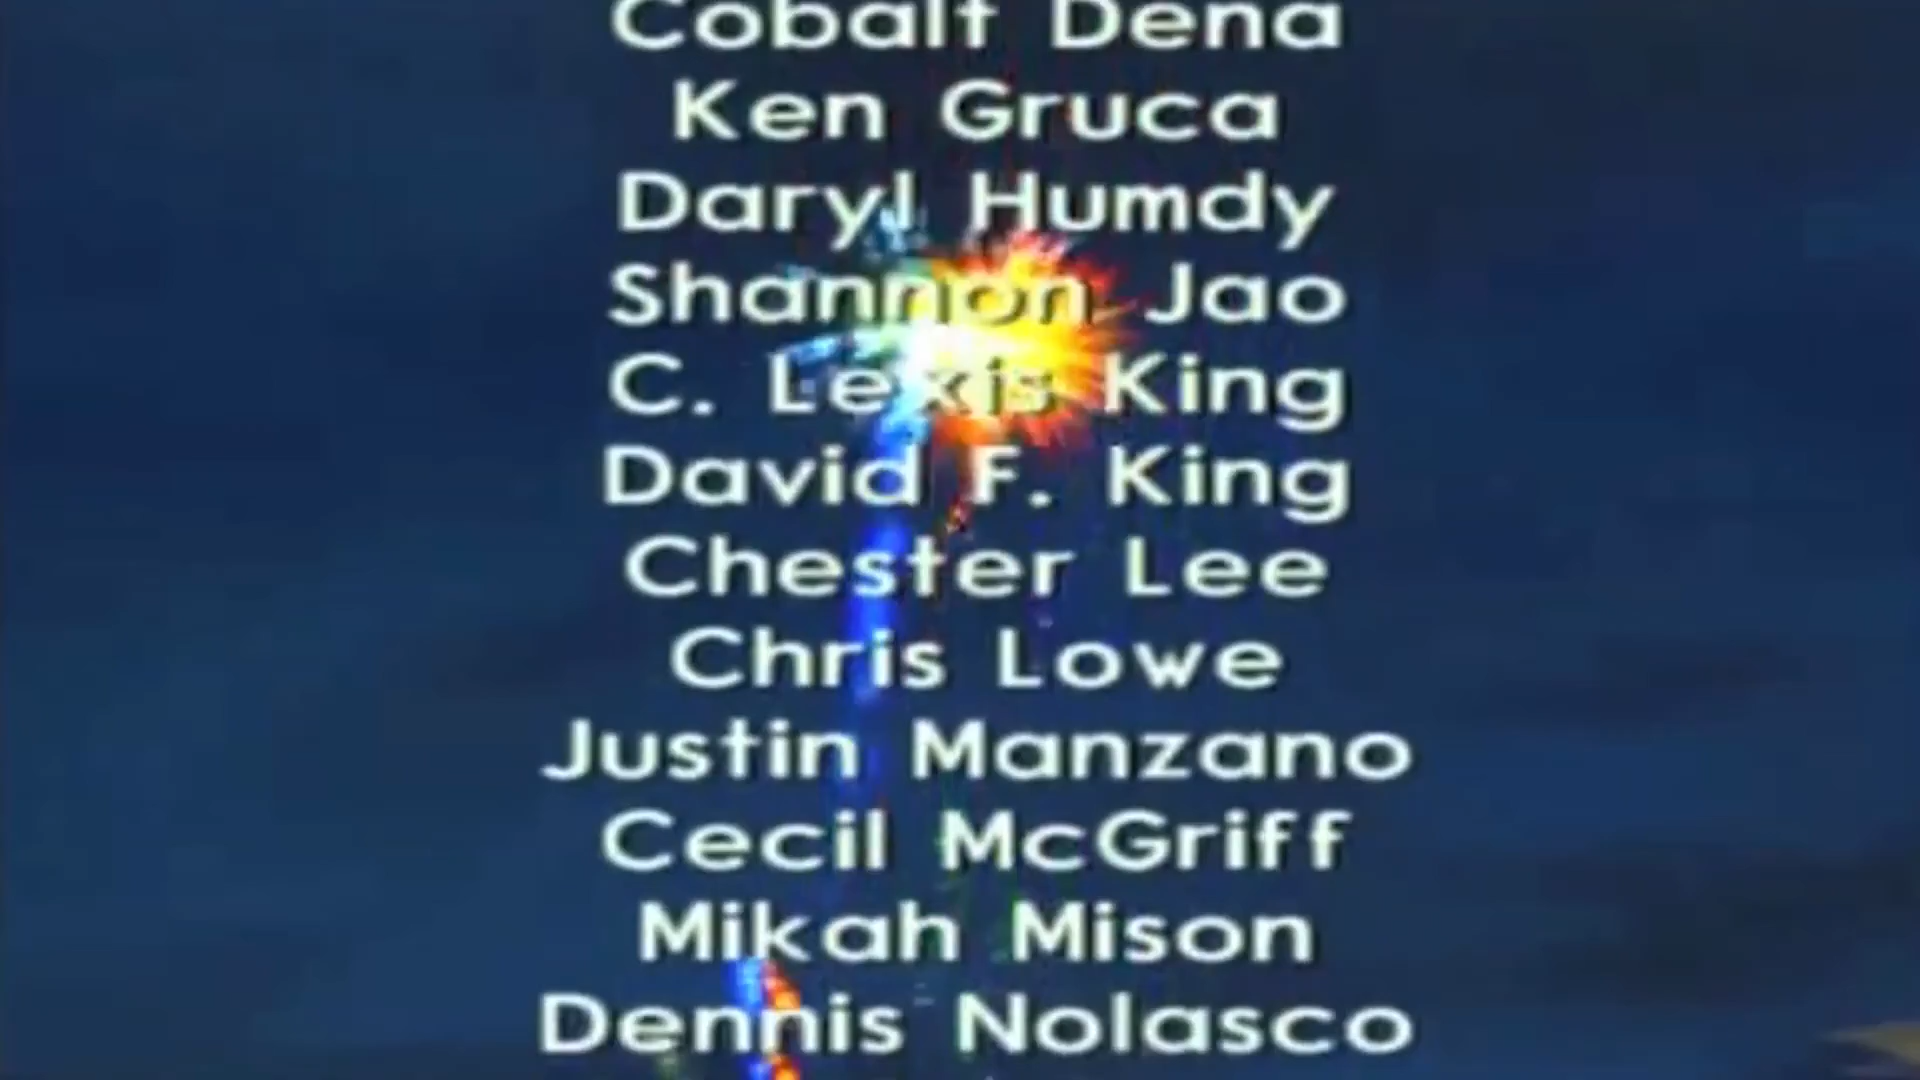 Cobalt Dena
Ken Gruca
Daryl Humdy
Shannon Jao
C. Lexis King
David F. King
Chester Lee
Chris Lowe
Justin Manzano
Cecil McGriff
Mikah Mison
Dennis Nolasco